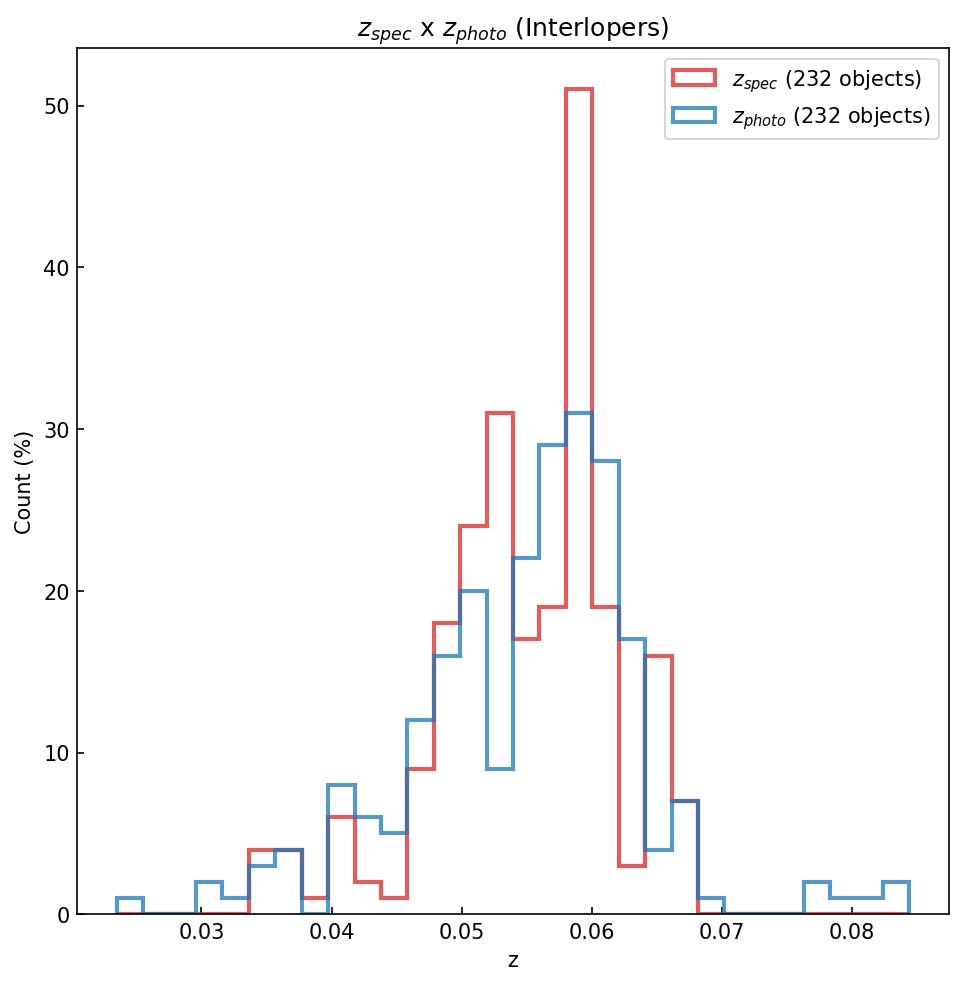 z_spec x z_photo (Interlopers)
z_spec (232 objects)
z_photo (232 objects)
Count (%)
50
40
30
20
10
0
0.03 0.04 0.05 0.06 0.07 0.08
z